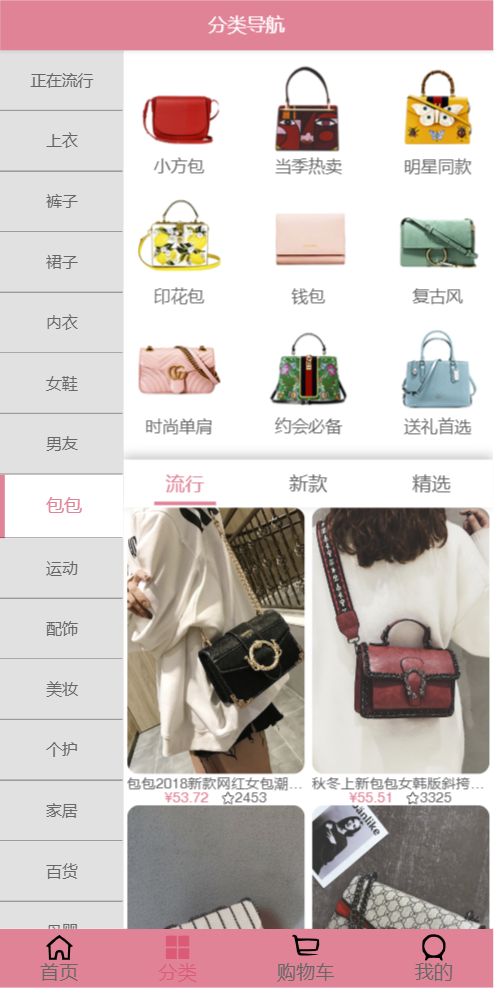 分类导航
正在流行
上衣
裤子
裙子
内衣
女鞋
男友
包包
运动
配饰
美妆
个护
家居
百货
小方包
当季热卖
明星同款
印花包
钱包
复古风
时尚单肩
约会必备
送礼首选
流行
新款
精选
包包2018新款网红女包潮...
¥53.72 2453
秋冬上新包包女韩版斜挎...
¥55.51 3325
首页
分类
购物车
我的